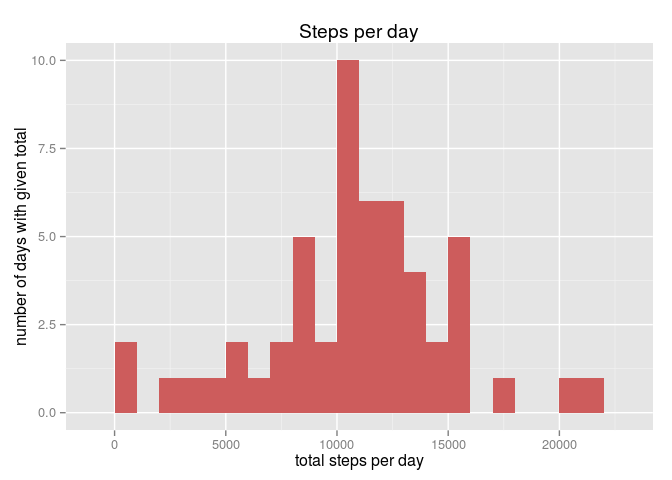 Steps per day
10.0
7.5
5.0
2.5
0.0
number of days with given total
0 5000 10000 15000 20000
total steps per day